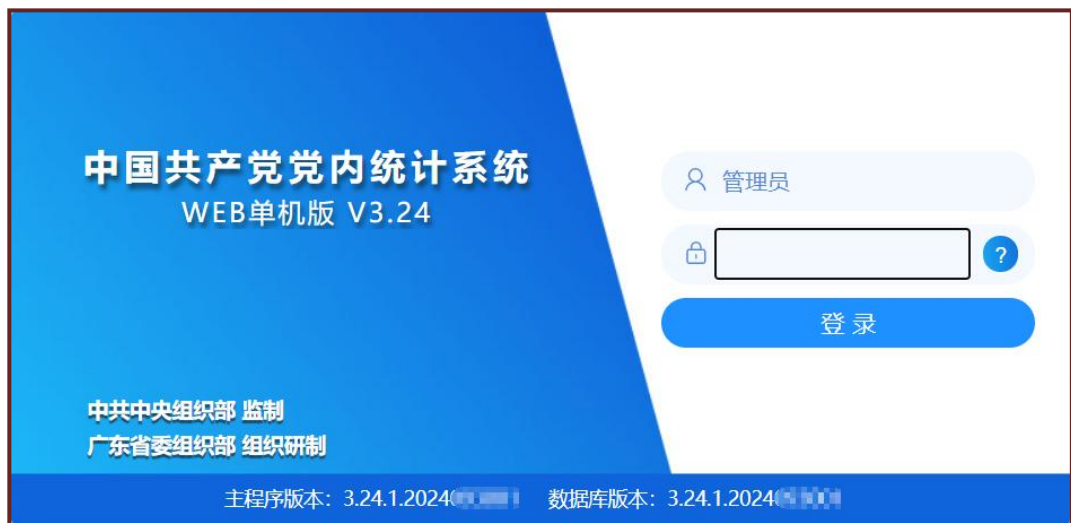 中国共产党党内统计系统
WEB单机版 V3.24
管理员
?
登录
中共中央组织部 监制
广东省委组织部 组织研制
主程序版本：3.24.1.2024 数据库版本：3.24.1.2024